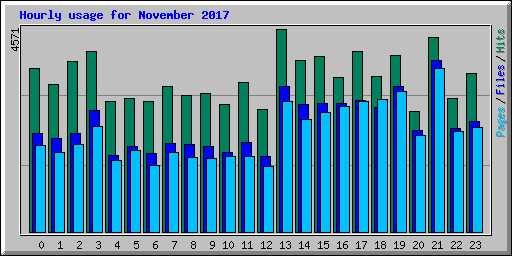 Hourly usage for November 2017
4571
Pages / Files / Hits
0 1 2 3 4 5 6 7 8 9 10 11 12 13 14 15 16 17 18 19 20 21 22 23